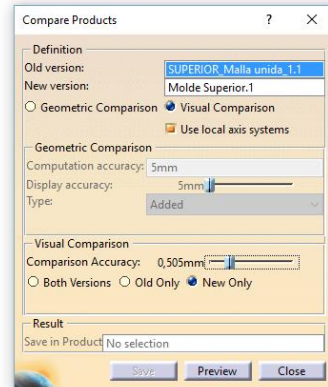 Compare Products ? ×
Definition
Old version: SUPERIOR_Malla unida_1.1
New version: Molde Superior.1
Geometric Comparison Visual Comparison
Use local axis systems
Geometric Comparison
Computation accuracy: 5mm
Display accuracy: 5mm
Type: Added
Visual Comparison
Comparison Accuracy: 0,505mm
Both Versions Old Only New Only
Result
Save in Product No selection
Save Preview Close